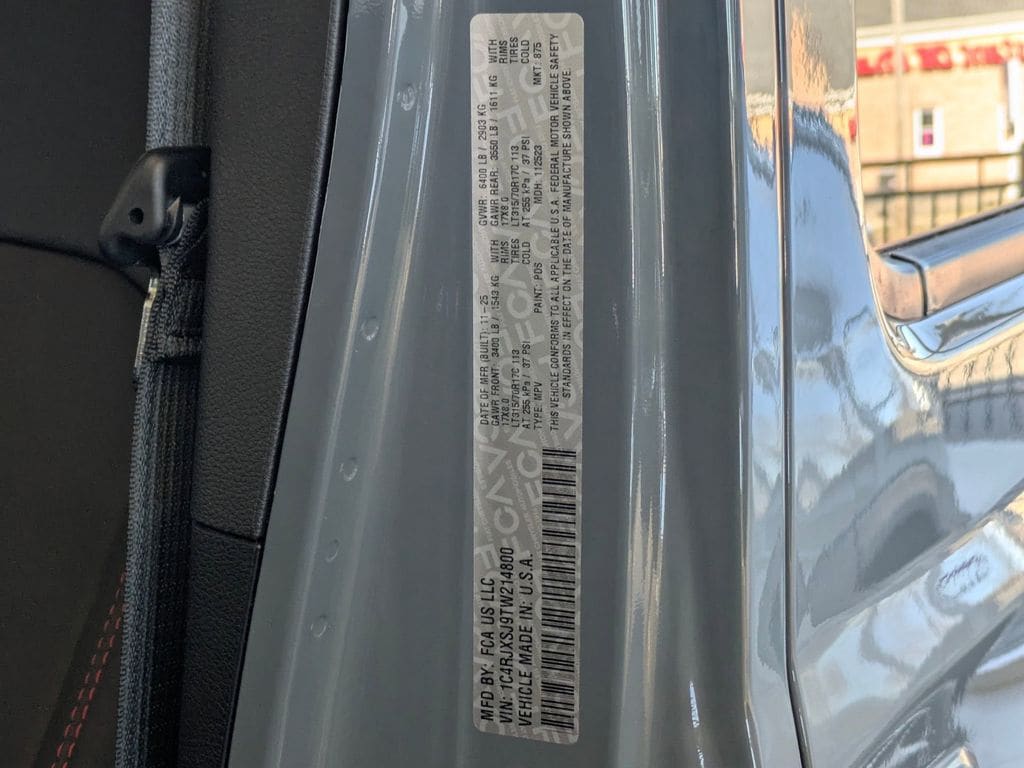 MFD BY: FCA US LLC
VIN: 1C4RJXSJ9TW214800
VEHICLE MADE IN: U.S.A.
DATE OF MFR (BUILT): 11-25 GVWR: 6400 LB / 2903 KG
GAWR FRONT: 3400 LB / 1543 KG WITH GAWR REAR: 3550 LB / 1611 KG WITH
17X8.0 RIMS 17X8.0 RIMS
LT315/70R17C 113 TIRES LT315/70R17C 113 TIRES
AT 255 kPa / 37 PSI COLD AT 255 kPa / 37 PSI COLD
TYPE: MPV PAINT: PDS MDH: 112523 MKT: 875
THIS VEHICLE CONFORMS TO ALL APPLICABLE U.S.A. FEDERAL MOTOR VEHICLE SAFETY
STANDARDS IN EFFECT ON THE DATE OF MANUFACTURE SHOWN ABOVE.